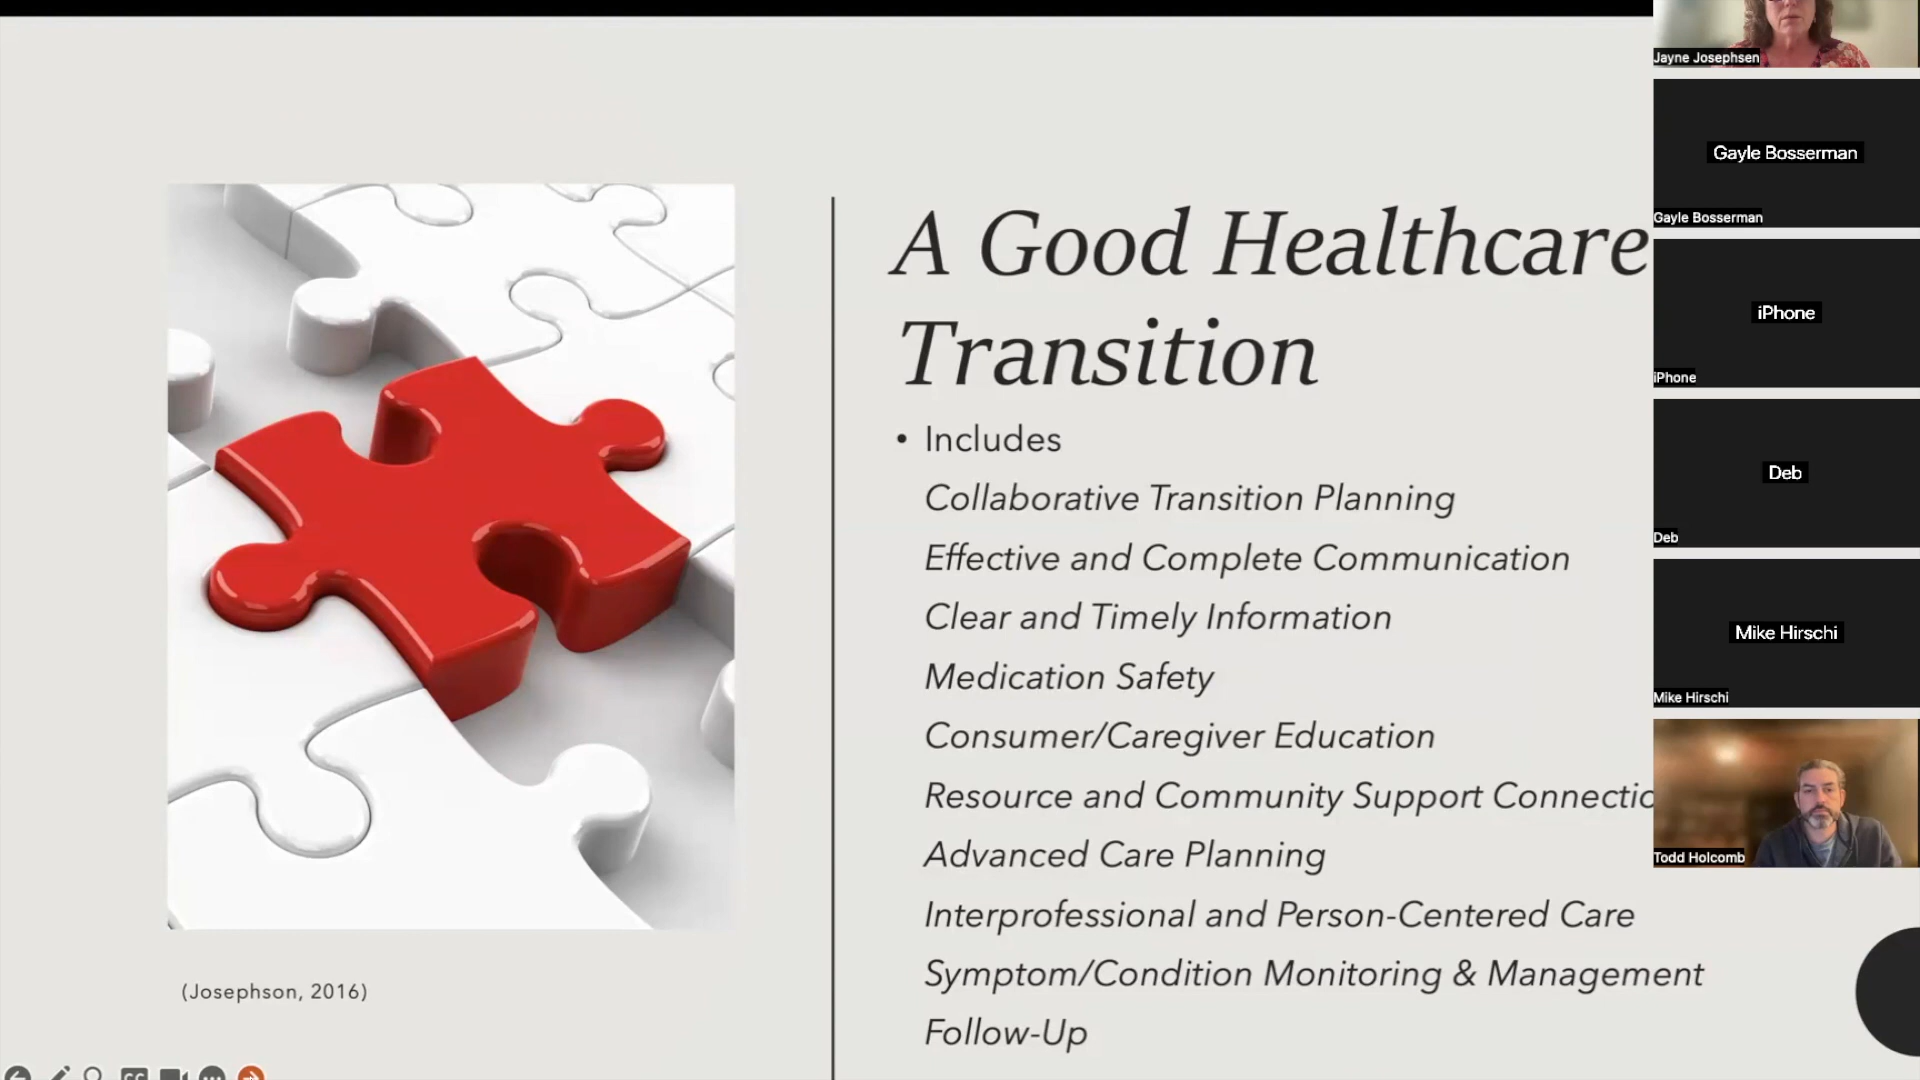 A Good Healthcare
Transition
• Includes
Collaborative Transition Planning
Effective and Complete Communication
Clear and Timely Information
Medication Safety
Consumer/Caregiver Education
Resource and Community Support Connectio
Advanced Care Planning
Interprofessional and Person-Centered Care
Symptom/Condition Monitoring & Management
Follow-Up
(Josephson, 2016)
Jayne Josephsen
Gayle Bosserman
Gayle Bosserman
iPhone
iPhone
Deb
Deb
Mike Hirschi
Mike Hirschi
Todd Holcomb
CC